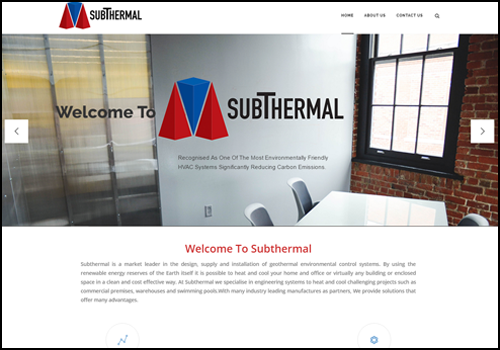 SUBTHERMAL
HOME ABOUT US CONTACT US
Welcome To SUBTHERMAL
Recognised As One Of The Most Environmentally Friendly
HVAC Systems Significantly Reducing Carbon Emissions.
Welcome To Subthermal
Subthermal is a market leader in the design, supply and installation of geothermal environmental control systems. By using the
renewable energy reserves of the Earth itself it is possible to heat and cool your home and office or virtually any building or enclosed
space in a clean and cost effective way. At Subthermal we specialise in engineering systems to heat and cool challenging projects such as
commercial premises, warehouses and swimming pools.With many industry leading manufactures as partners, We provide solutions that
offer many advantages.